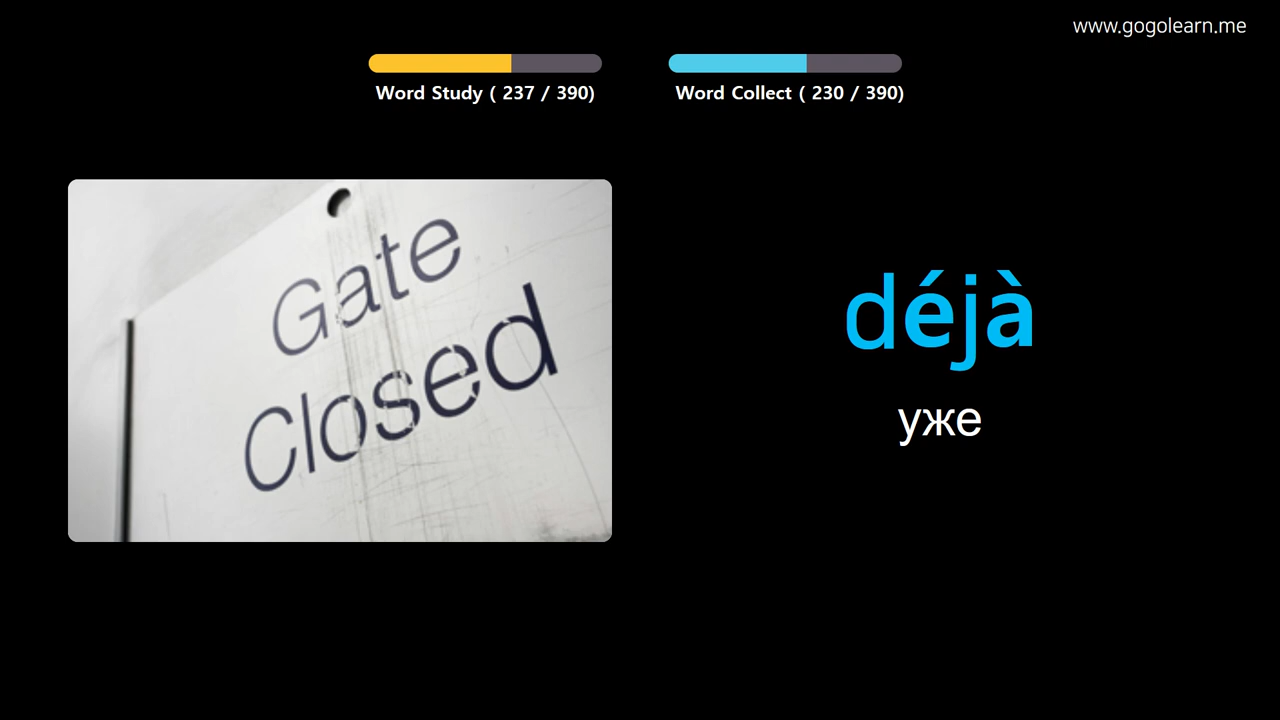 www.gogolearn.me
Word Study ( 237 / 390)
Word Collect ( 230 / 390)
Gate
Closed
déjà
уже